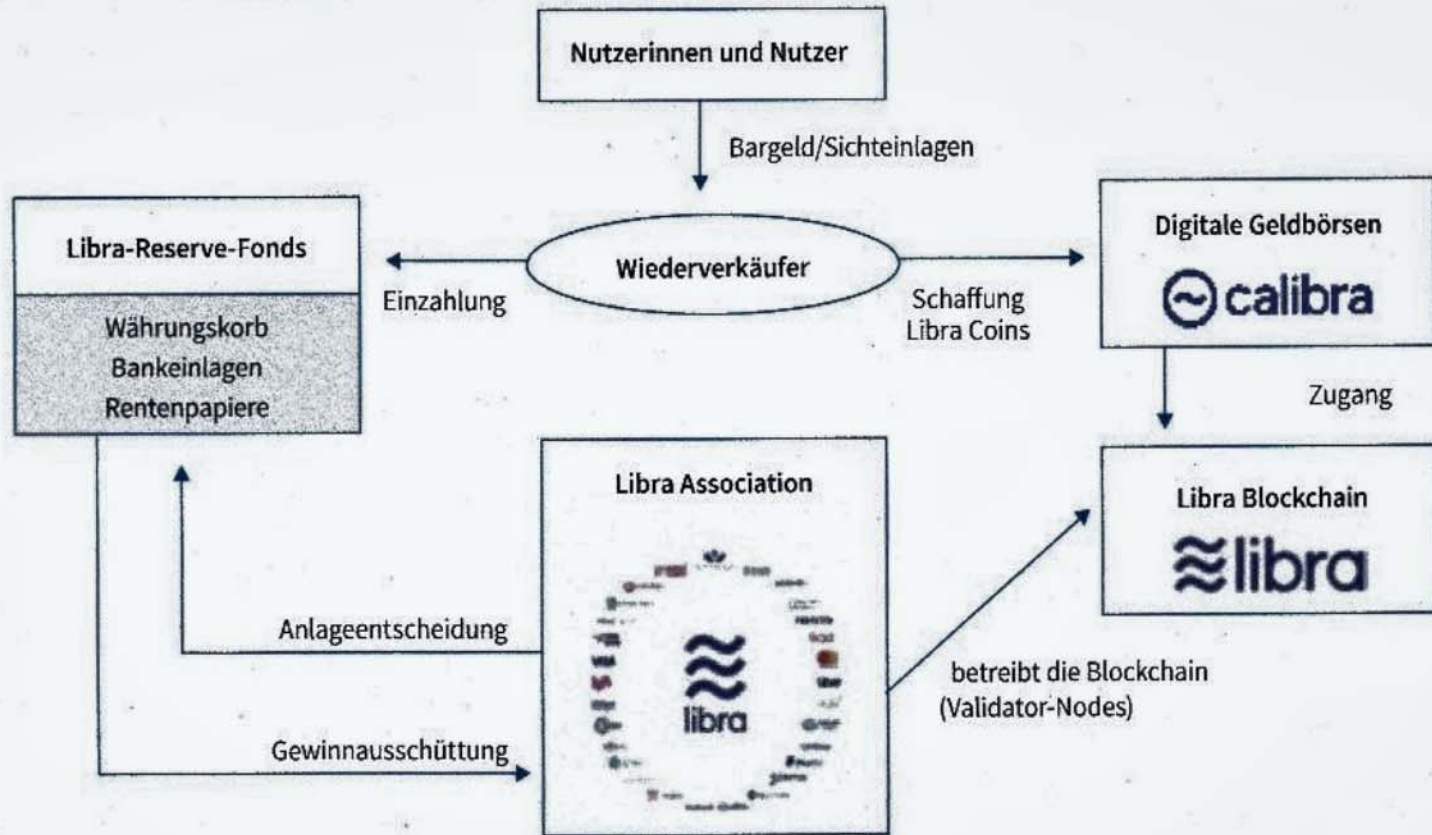 Nutzerinnen und Nutzer
Bargeld/Sichteinlagen
Libra-Reserve-Fonds
Währungskorb
Bankeinlagen
Rentenpapiere
Einzahlung
Wiederverkäufer
Schaffung
Libra Coins
Digitale Geldbörsen
calibra
Zugang
Libra Blockchain
libra
Libra Association
libra
Anlageentscheidung
Gewinnausschüttung
betreibt die Blockchain
(Validator-Nodes)